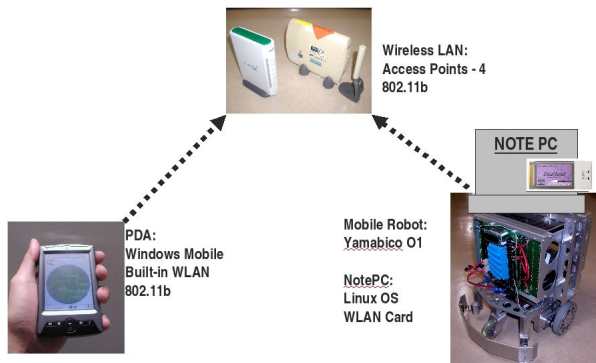 Wireless LAN:
Access Points - 4
802.11b
NOTE PC
PDA:
Windows Mobile
Built-in WLAN
802.11b
Mobile Robot:
Yamabico O1
NotePC:
Linux OS
WLAN Card